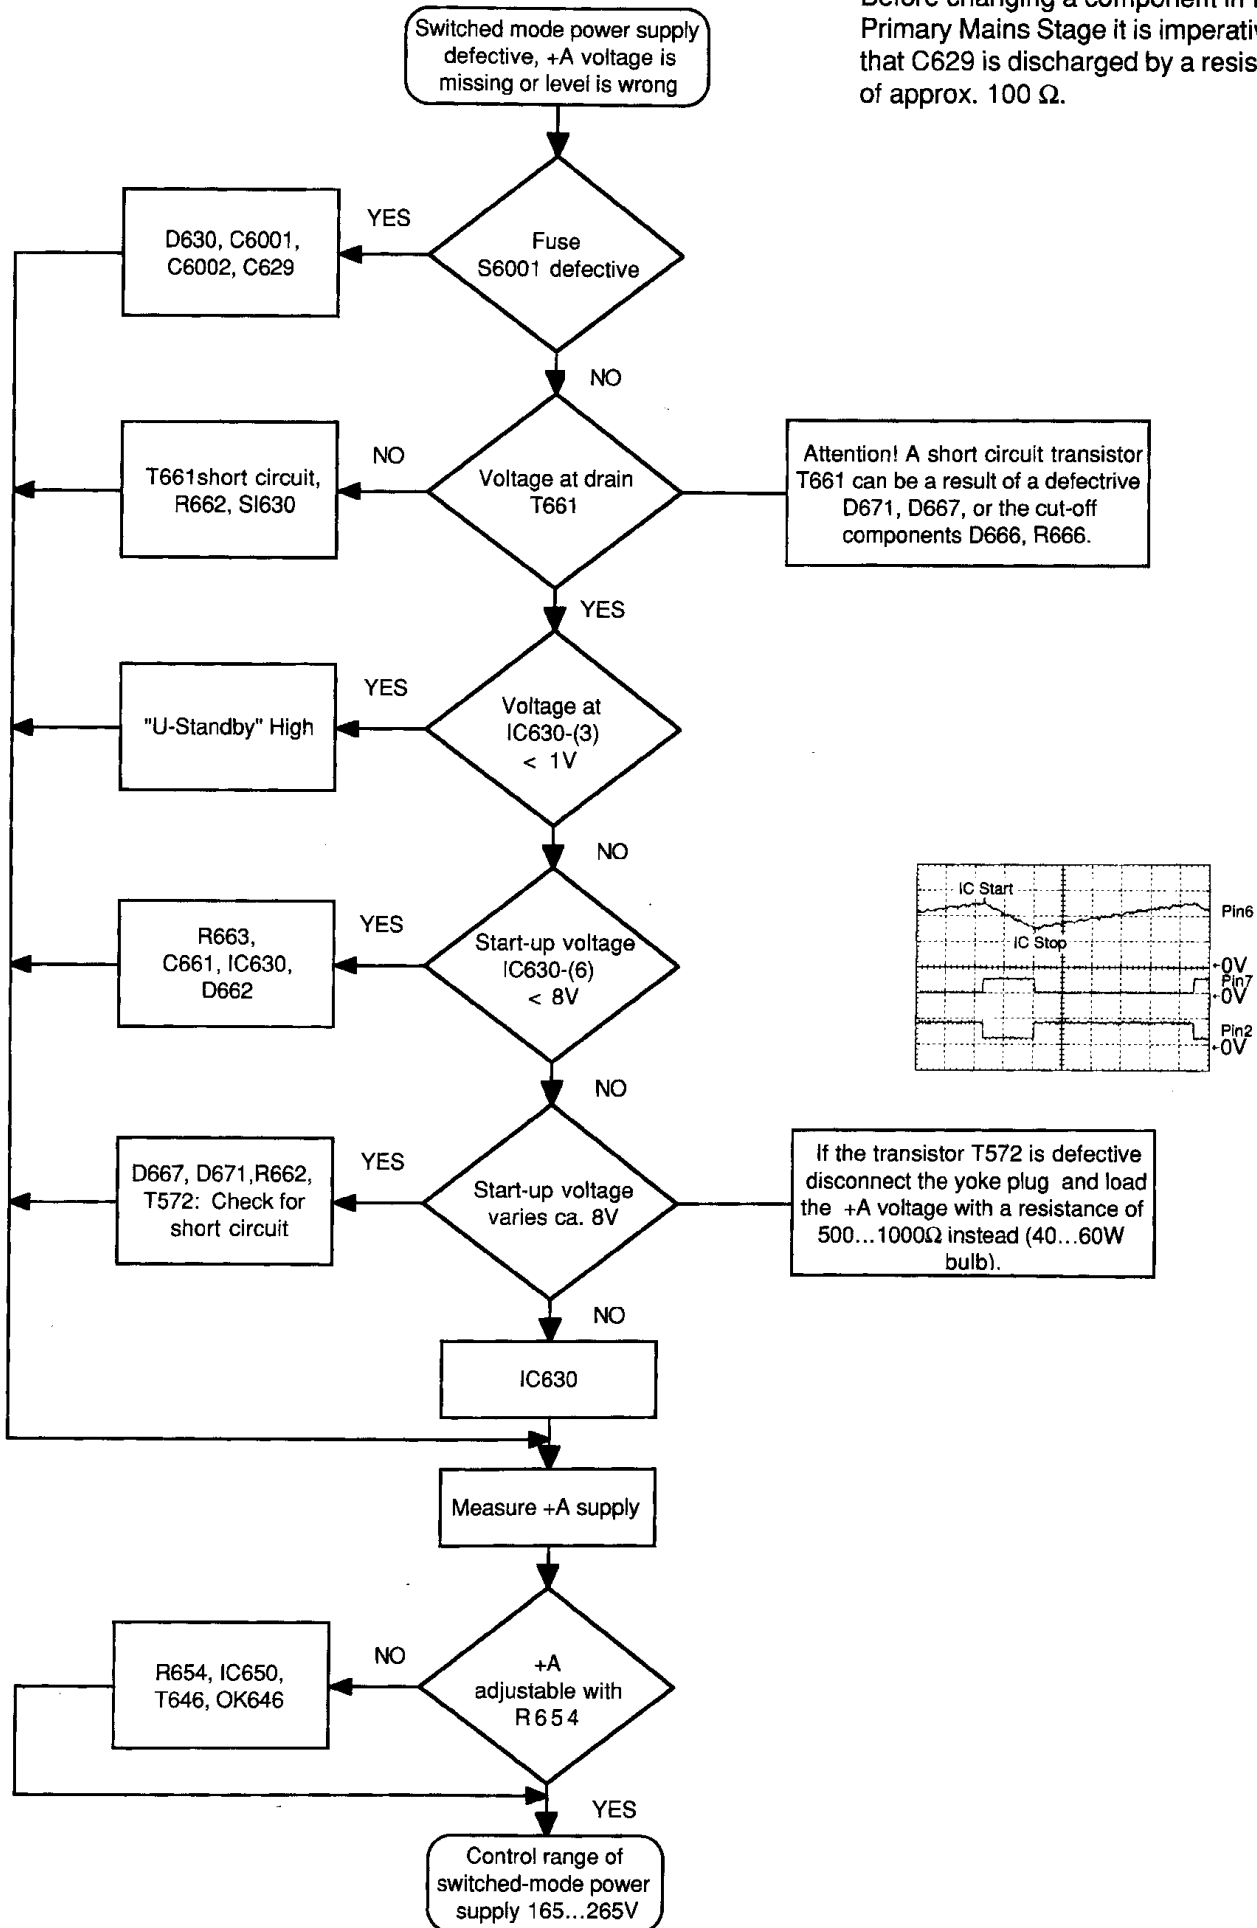 Before changing a component in
Primary Mains Stage it is imperativ
that C629 is discharged by a resis
of approx. 100 Ω.
Switched mode power supply
defective, +A voltage is
missing or level is wrong
YES
D630, C6001,
C6002, C629
Fuse
S6001 defective
NO
NO
T661short circuit,
R662, SI630
Voltage at drain
T661
Attention! A short circuit transistor
T661 can be a result of a defectrive
D671, D667, or the cut-off
components D666, R666.
YES
YES
"U-Standby" High
Voltage at
IC630-(3)
< 1V
NO
YES
R663,
C661, IC630,
D662
Start-up voltage
IC630-(6)
< 8V
IC Start
Pin6
IC Stop
0V
Pin7
0V
Pin2
0V
NO
YES
D667, D671,R662,
T572: Check for
short circuit
Start-up voltage
varies ca. 8V
If the transistor T572 is defective
disconnect the yoke plug and load
the +A voltage with a resistance of
500...1000Ω instead (40...60W
bulb).
NO
IC630
Measure +A supply
NO
R654, IC650,
T646, OK646
+A
adjustable with
R654
YES
Control range of
switched-mode power
supply 165...265V